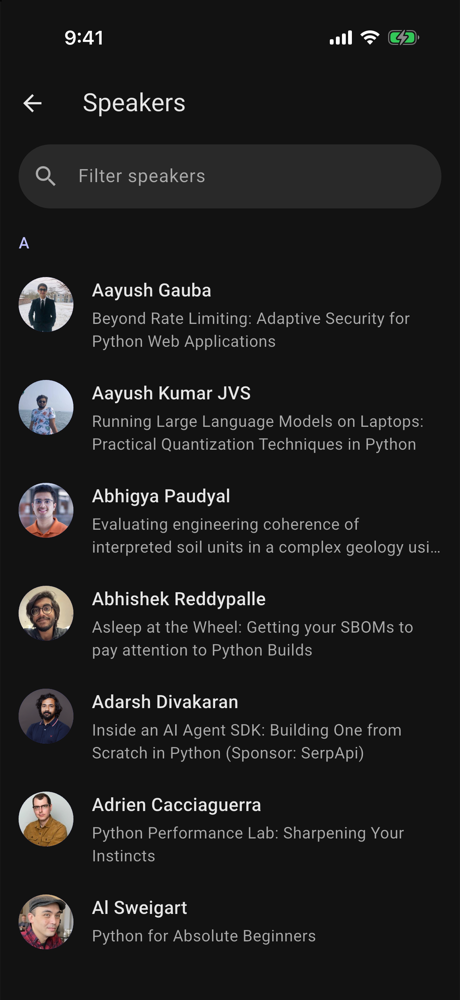 9:41
Speakers
Filter speakers
A
Aayush Gauba
Beyond Rate Limiting: Adaptive Security for
Python Web Applications
Aayush Kumar JVS
Running Large Language Models on Laptops:
Practical Quantization Techniques in Python
Abhigya Paudyal
Evaluating engineering coherence of
interpreted soil units in a complex geology usi…
Abhishek Reddypalle
Asleep at the Wheel: Getting your SBOMs to
pay attention to Python Builds
Adarsh Divakaran
Inside an AI Agent SDK: Building One from
Scratch in Python (Sponsor: SerpApi)
Adrien Cacciaguerra
Python Performance Lab: Sharpening Your
Instincts
Al Sweigart
Python for Absolute Beginners